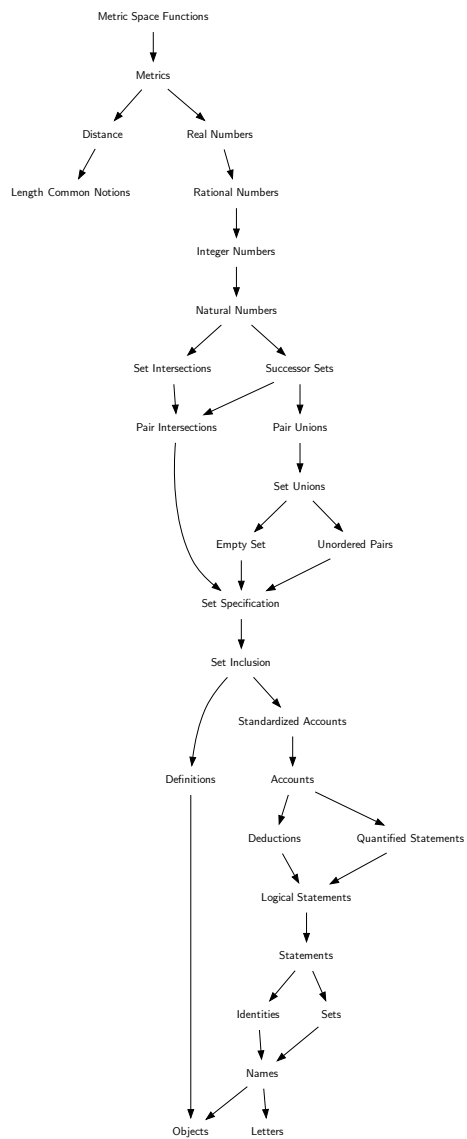 Metric Space Functions
Metrics
Distance
Real Numbers
Length Common Notions
Rational Numbers
Integer Numbers
Natural Numbers
Set Intersections
Successor Sets
Pair Intersections
Pair Unions
Set Unions
Empty Set
Unordered Pairs
Set Specification
Set Inclusion
Standardized Accounts
Definitions
Accounts
Deductions
Quantified Statements
Logical Statements
Statements
Identities
Sets
Names
Objects
Letters